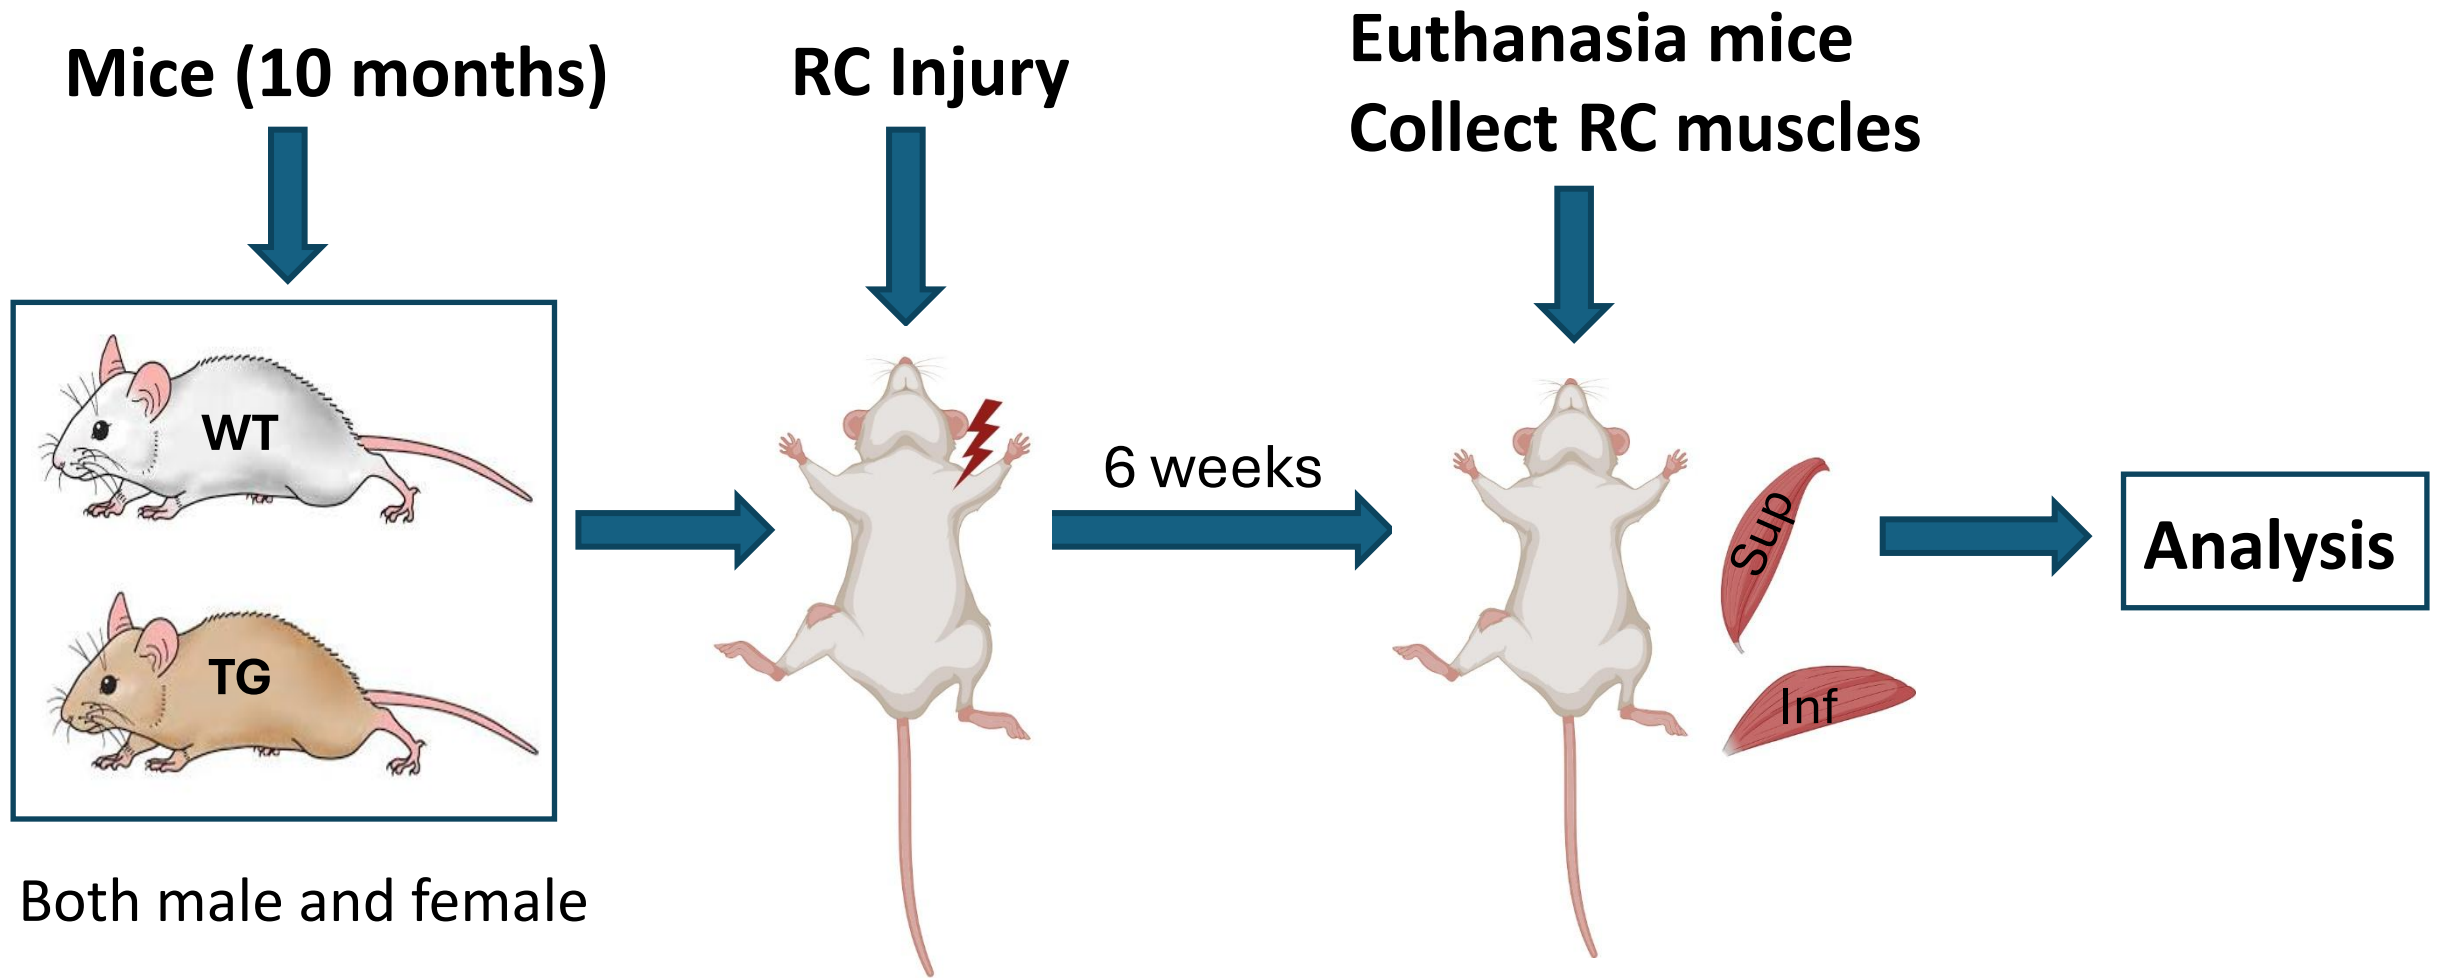 Mice (10 months)
RC Injury
Euthanasia mice
Collect RC muscles
WT
TG
Both male and female
6 weeks
Sup
Inf
Analysis